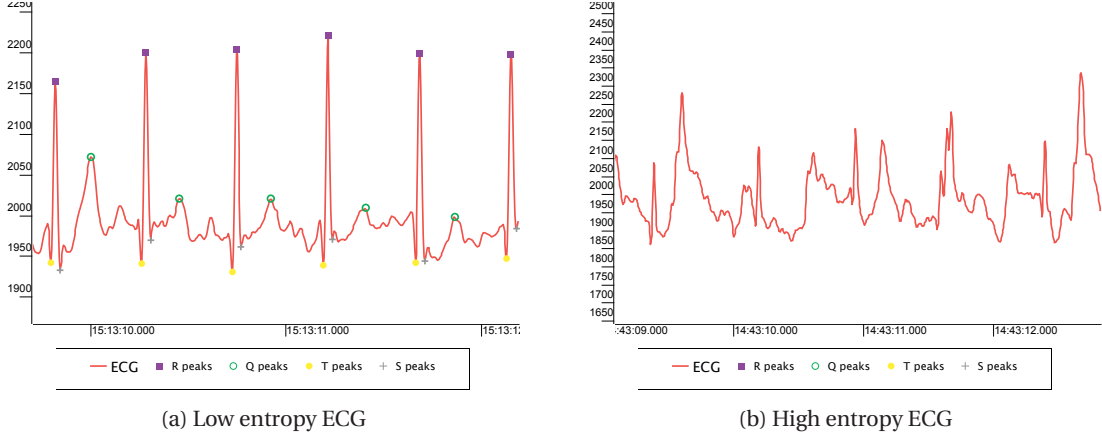 2250
2200
2150
2100
2050
2000
1950
1900
15:13:10.000
15:13:11.000
15:13:1
ECG
R peaks
Q peaks
T peaks
S peaks
(a) Low entropy ECG
2500
2450
2400
2350
2300
2250
2200
2150
2100
2050
2000
1950
1900
1850
1800
1750
1700
1650
:43:09.000
14:43:10.000
14:43:11.000
14:43:12.000
ECG
R peaks
Q peaks
T peaks
S peaks
(b) High entropy ECG